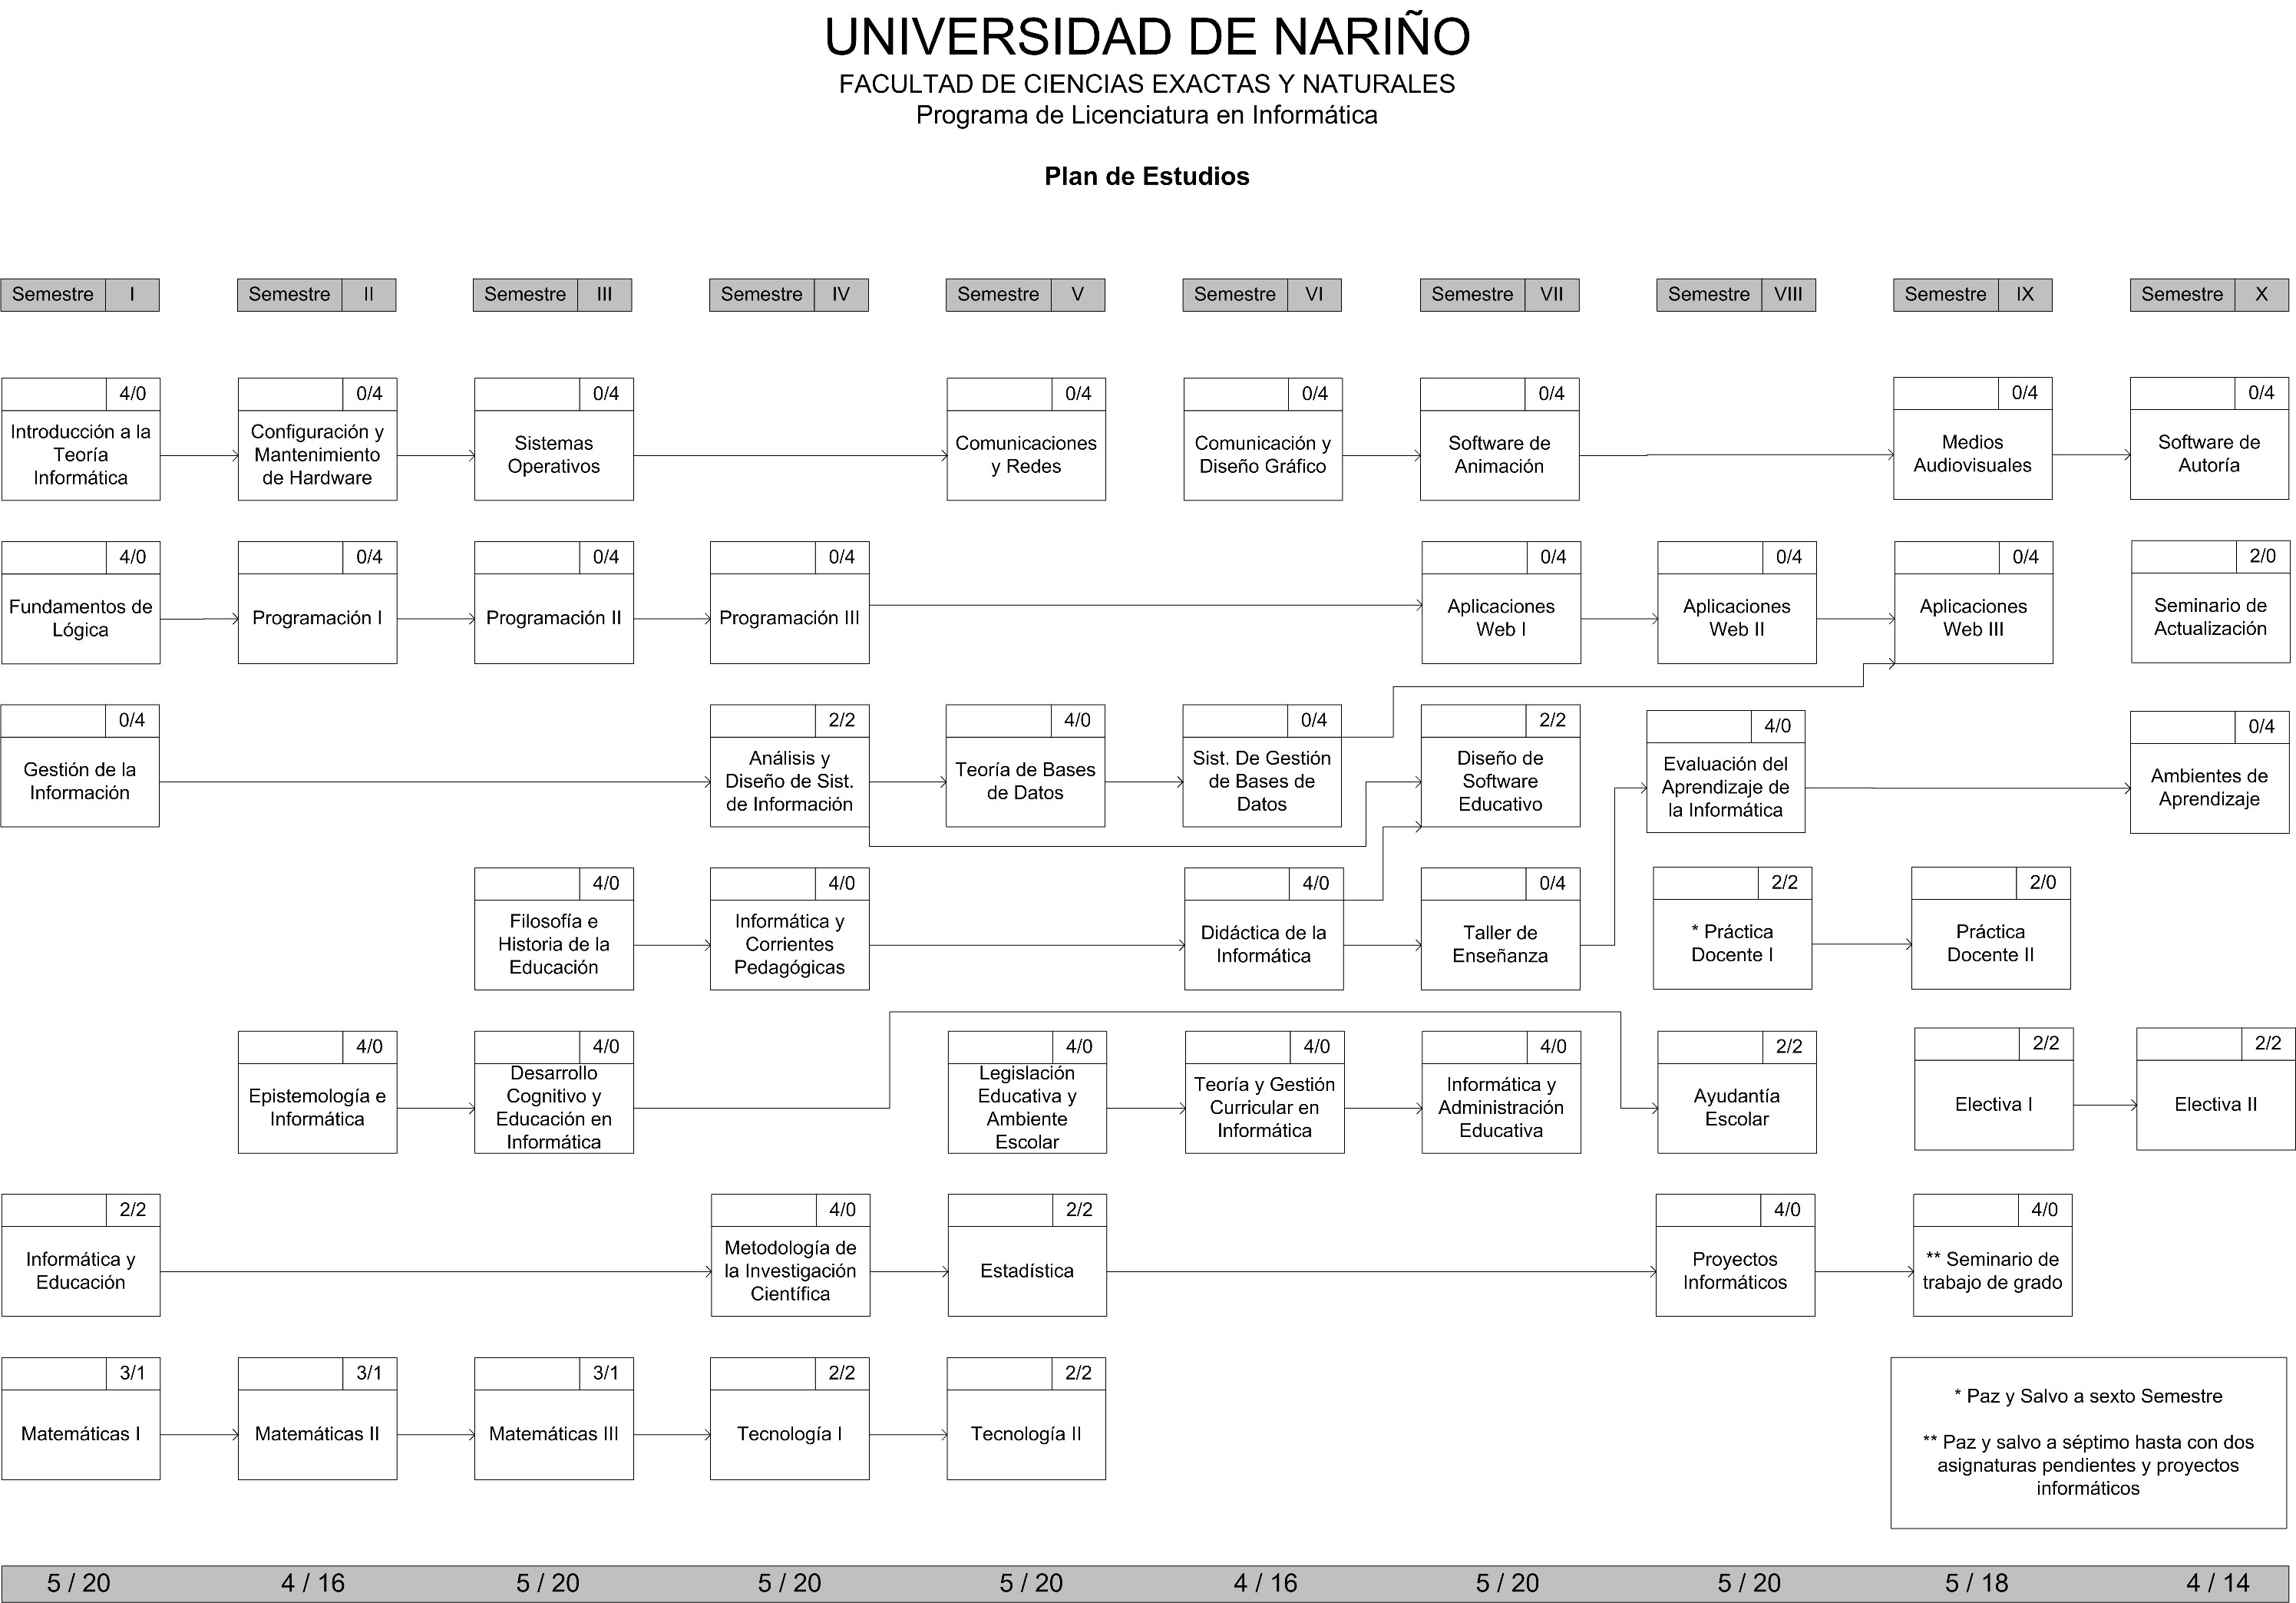 UNIVERSIDAD DE NARIÑO
FACULTAD DE CIENCIAS EXACTAS Y NATURALES
Programa de Licenciatura en Informática
Plan de Estudios
Semestre I
Semestre II
Semestre III
Semestre IV
Semestre V
Semestre VI
Semestre VII
Semestre VIII
Semestre IX
Semestre X
4/0
Introducción a la
Teoría
Informática
0/4
Configuración y
Mantenimiento
de Hardware
0/4
Sistemas
Operativos
0/4
Comunicaciones
y Redes
0/4
Comunicación y
Diseño Gráfico
0/4
Software de
Animación
0/4
Medios
Audiovisuales
0/4
Software de
Autoría
4/0
Fundamentos de
Lógica
0/4
Programación I
0/4
Programación II
0/4
Programación III
0/4
Aplicaciones
Web I
0/4
Aplicaciones
Web II
0/4
Aplicaciones
Web III
2/0
Seminario de
Actualización
0/4
Gestión de la
Información
2/2
Análisis y
Diseño de Sist.
de Información
4/0
Teoría de Bases
de Datos
0/4
Sist. De Gestión
de Bases de
Datos
2/2
Diseño de
Software
Educativo
4/0
Evaluación del
Aprendizaje de
la Informática
0/4
Ambientes de
Aprendizaje
4/0
Filosofía e
Historia de la
Educación
4/0
Informática y
Corrientes
Pedagógicas
4/0
Didáctica de la
Informática
0/4
Taller de
Enseñanza
2/2
* Práctica
Docente I
2/0
Práctica
Docente II
4/0
Epistemología e
Informática
4/0
Desarrollo
Cognitivo y
Educación en
Informática
4/0
Legislación
Educativa y
Ambiente
Escolar
4/0
Teoría y Gestión
Curricular en
Informática
4/0
Informática y
Administración
Educativa
2/2
Ayudantía
Escolar
2/2
Electiva I
2/2
Electiva II
2/2
Informática y
Educación
4/0
Metodología de
la Investigación
Científica
2/2
Estadística
4/0
Proyectos
Informáticos
4/0
** Seminario de
trabajo de grado
3/1
Matemáticas I
3/1
Matemáticas II
3/1
Matemáticas III
2/2
Tecnología I
2/2
Tecnología II
* Paz y Salvo a sexto Semestre
** Paz y salvo a séptimo hasta con dos
asignaturas pendientes y proyectos
informáticos
5 / 20
4 / 16
5 / 20
5 / 20
5 / 20
4 / 16
5 / 20
5 / 20
5 / 18
4 / 14